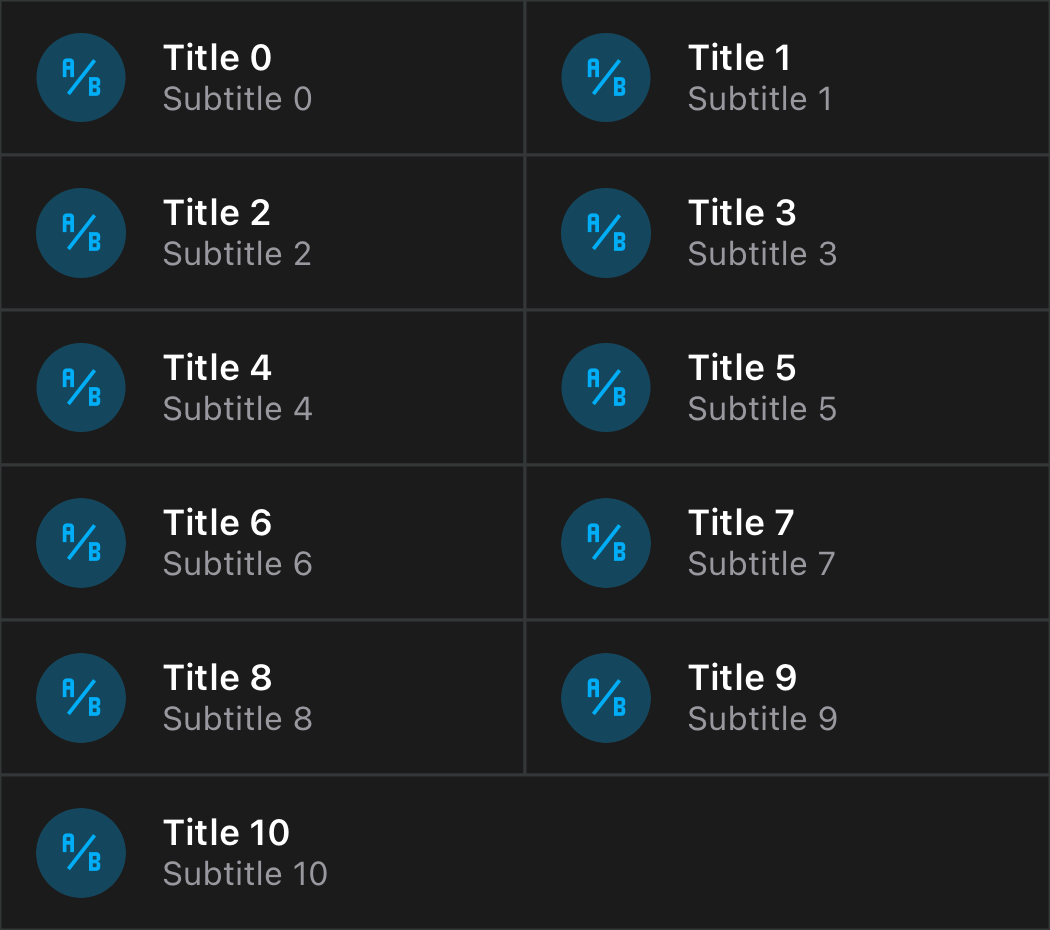 A/B
Title 0
Subtitle 0
A/B
Title 1
Subtitle 1
A/B
Title 2
Subtitle 2
A/B
Title 3
Subtitle 3
A/B
Title 4
Subtitle 4
A/B
Title 5
Subtitle 5
A/B
Title 6
Subtitle 6
A/B
Title 7
Subtitle 7
A/B
Title 8
Subtitle 8
A/B
Title 9
Subtitle 9
A/B
Title 10
Subtitle 10